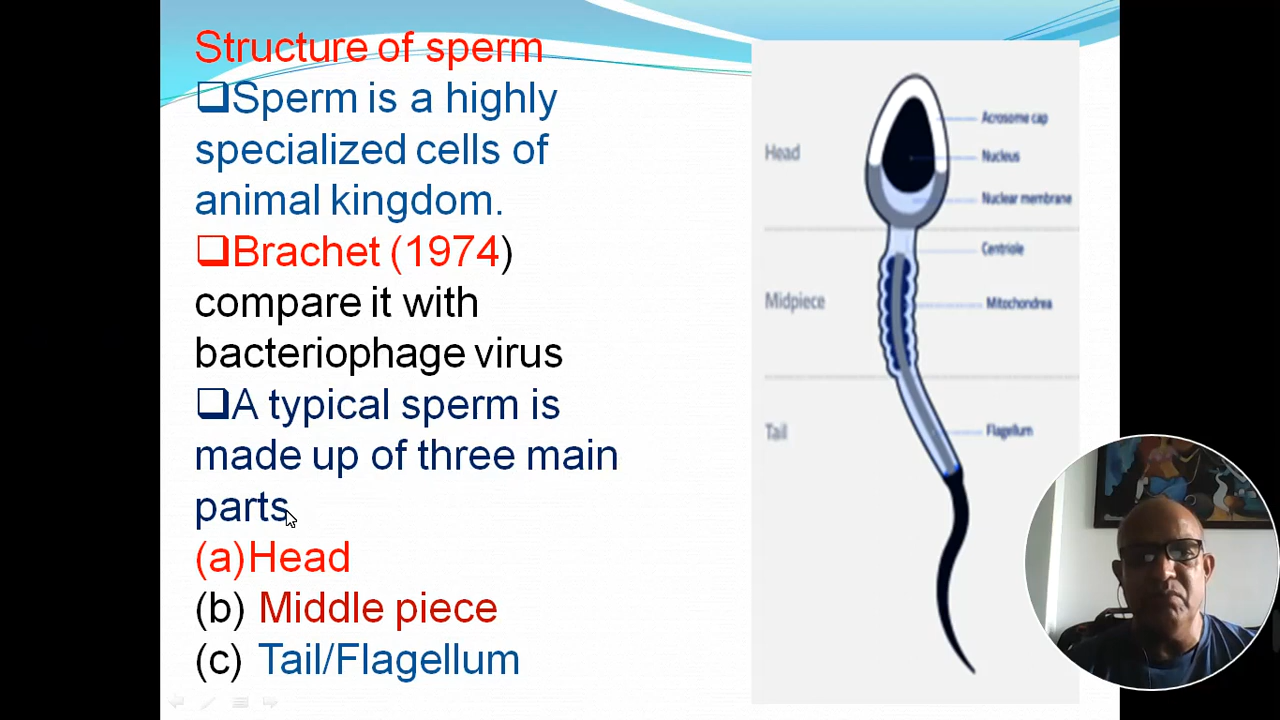 Structure of sperm
❑Sperm is a highly
specialized cells of
animal kingdom.
❑Brachet (1974)
compare it with
bacteriophage virus
❑A typical sperm is
made up of three main
parts
(a)Head
(b) Middle piece
(c) Tail/Flagellum
Head
Acrosome cap
Nucleus
Nuclear membrane
Centriole
Midpiece
Mitochondrea
Tail
Flagellum